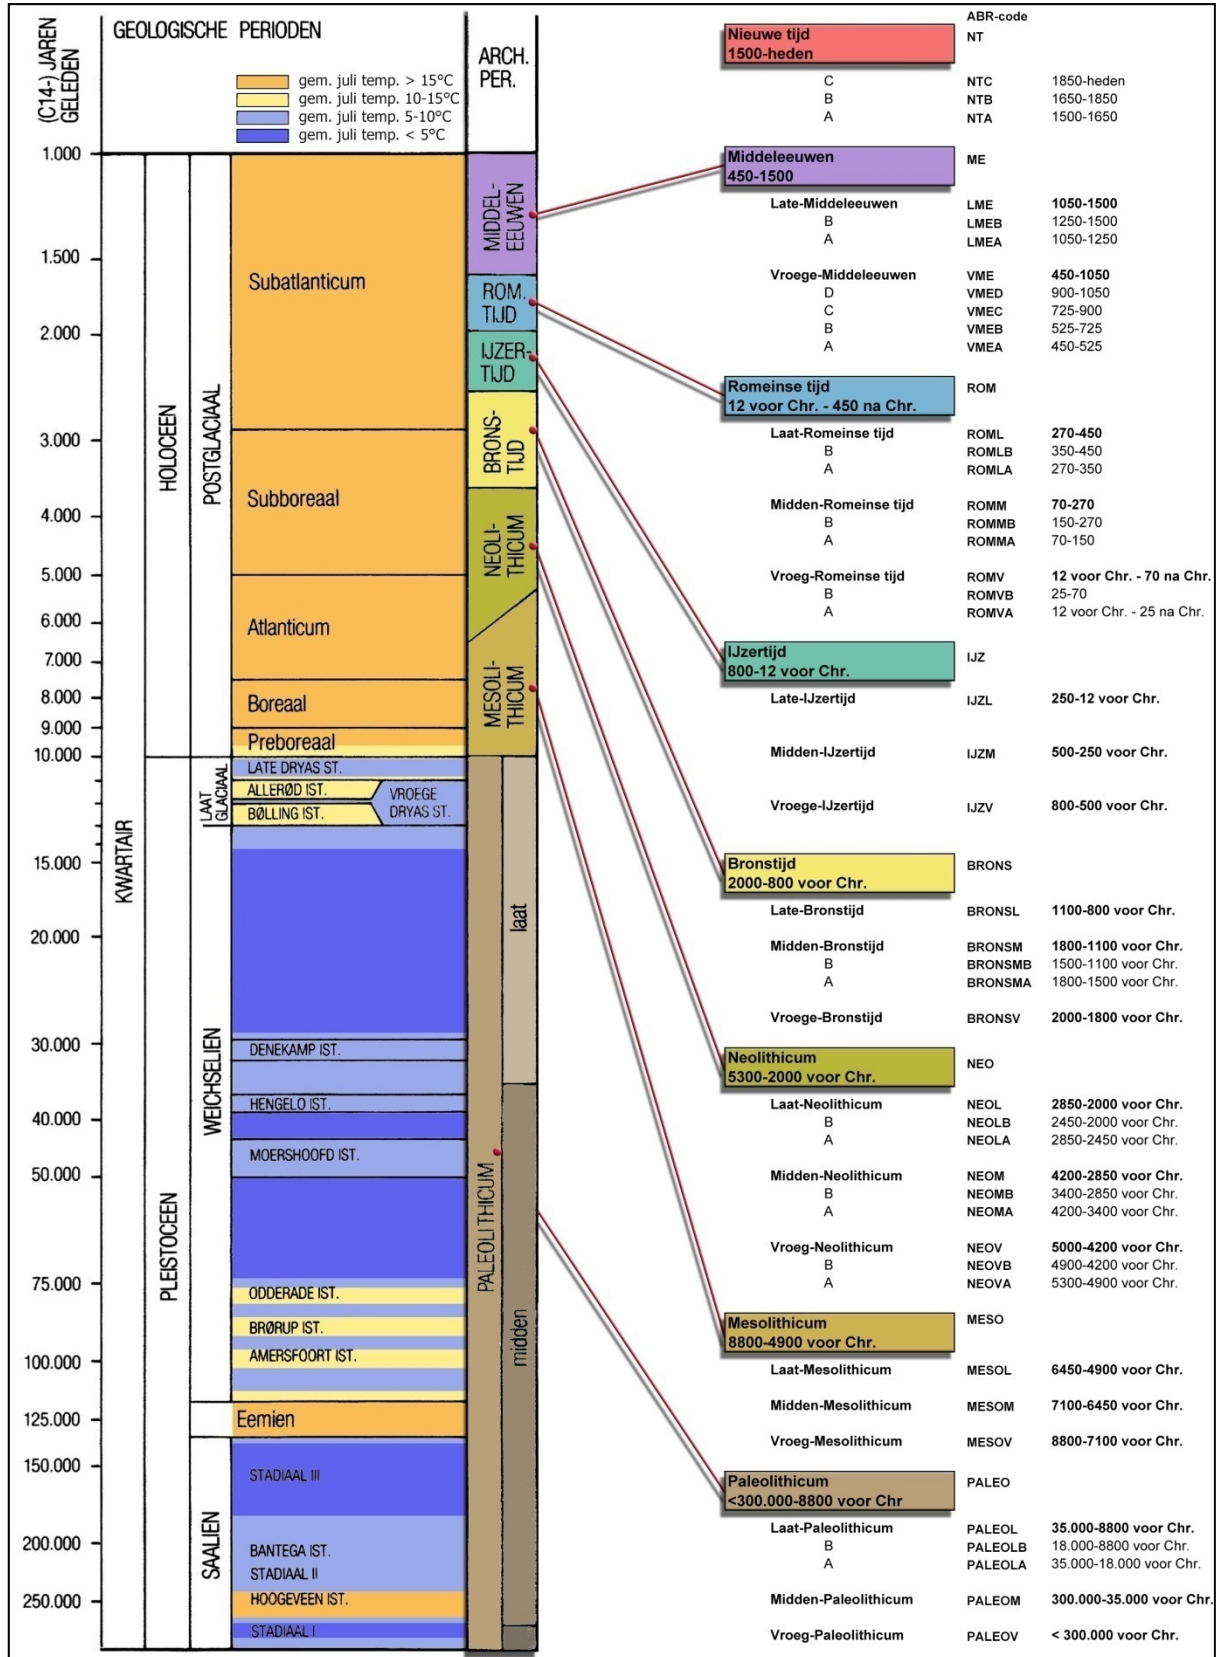 (C14-) JAREN
GELEDEN
GEOLOGISCHE PERIODEN
gem. juli temp. > 15°C
gem. juli temp. 10-15°C
gem. juli temp. 5-10°C
gem. juli temp. < 5°C
ARCH.
PER.
1.000
1.500
2.000
3.000
4.000
5.000
6.000
7.000
8.000
9.000
10.000
15.000
20.000
30.000
40.000
50.000
75.000
100.000
125.000
150.000
200.000
250.000
KWARTAIR
HOLOCEEN
PLEISTOCEEN
POSTGLACIAAL
LAAT
GLACIAAL
WEICHSELIEN
SAALIEN
Subatlanticum
Subboreaal
Atlanticum
Boreaal
Preboreaal
LATE DRYAS ST.
ALLERØD IST.
VROEGE
DRYAS ST.
BØLLING IST.
DENEKAMP IST.
HENGELO IST.
MOERSHOOFD IST.
ODDERADE IST.
BRØRUP IST.
AMERSFOORT IST.
Eemien
STADIAAL III
BANTEGA IST.
STADIAAL II
HOOGEVEEN IST.
STADIAAL I
MIDDEL-
EEUWEN
ROM.
TIJD
IJZER-
TIJD
BRONS-
TIJD
NEOLI-
THICUM
MESOLI-
THICUM
PALEOLITHICUM
laat
midden
ABR-code
Nieuwe tijd NT
1500-heden
C NTC 1850-heden
B NTB 1650-1850
A NTA 1500-1650
Middeleeuwen ME
450-1500
Late-Middeleeuwen LME 1050-1500
B LMEB 1250-1500
A LMEA 1050-1250
Vroege-Middeleeuwen VME 450-1050
D VMED 900-1050
C VMEC 725-900
B VMEB 525-725
A VMEA 450-525
Romeinse tijd ROM
12 voor Chr. - 450 na Chr.
Laat-Romeinse tijd ROML 270-450
B ROMLB 350-450
A ROMLA 270-350
Midden-Romeinse tijd ROMM 70-270
B ROMMB 150-270
A ROMMA 70-150
Vroeg-Romeinse tijd ROMV 12 voor Chr. - 70 na Chr.
B ROMVB 25-70
A ROMVA 12 voor Chr. - 25 na Chr.
IJzertijd IJZ
800-12 voor Chr.
Late-IJzertijd IJZL 250-12 voor Chr.
Midden-IJzertijd IJZM 500-250 voor Chr.
Vroege-IJzertijd IJZV 800-500 voor Chr.
Bronstijd BRONS
2000-800 voor Chr.
Late-Bronstijd BRONSL 1100-800 voor Chr.
Midden-Bronstijd BRONSM 1800-1100 voor Chr.
B BRONSMB 1500-1100 voor Chr.
A BRONSMA 1800-1500 voor Chr.
Vroege-Bronstijd BRONSV 2000-1800 voor Chr.
Neolithicum NEO
5300-2000 voor Chr.
Laat-Neolithicum NEOL 2850-2000 voor Chr.
B NEOLB 2450-2000 voor Chr.
A NEOLA 2850-2450 voor Chr.
Midden-Neolithicum NEOM 4200-2850 voor Chr.
B NEOMB 3400-2850 voor Chr.
A NEOMA 4200-3400 voor Chr.
Vroeg-Neolithicum NEOV 5000-4200 voor Chr.
B NEOVB 4900-4200 voor Chr.
A NEOVA 5300-4900 voor Chr.
Mesolithicum MESO
8800-4900 voor Chr.
Laat-Mesolithicum MESOL 6450-4900 voor Chr.
Midden-Mesolithicum MESOM 7100-6450 voor Chr.
Vroeg-Mesolithicum MESOV 8800-7100 voor Chr.
Paleolithicum PALEO
<300.000-8800 voor Chr
Laat-Paleolithicum PALEOL 35.000-8800 voor Chr.
B PALEOLB 18.000-8800 voor Chr.
A PALEOLA 35.000-18.000 voor Chr.
Midden-Paleolithicum PALEOM 300.000-35.000 voor Chr.
Vroeg-Paleolithicum PALEOV < 300.000 voor Chr.